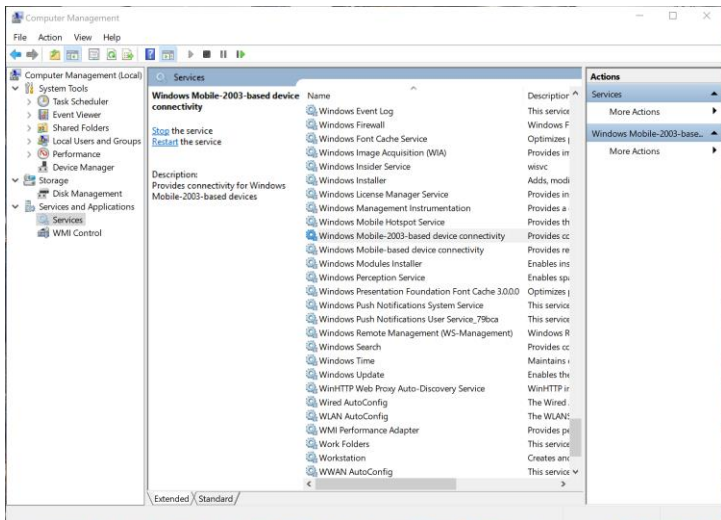 Computer Management
File Action View Help
Computer Management (Local)
System Tools
Task Scheduler
Event Viewer
Shared Folders
Local Users and Groups
Performance
Device Manager
Storage
Disk Management
Services and Applications
Services
WMI Control
Services
Windows Mobile-2003-based device
connectivity
Stop the service
Restart the service
Description:
Provides connectivity for Windows
Mobile-2003-based devices
Name Description
Windows Event Log This service
Windows Firewall Windows F
Windows Font Cache Service Optimizes
Windows Image Acquisition (WIA) Provides im
Windows Insider Service wisvc
Windows Installer Adds, modi
Windows License Manager Service Provides in
Windows Management Instrumentation Provides a
Windows Mobile Hotspot Service Provides th
Windows Mobile-2003-based device connectivity Provides cc
Windows Mobile-based device connectivity Provides re
Windows Modules Installer Enables ins
Windows Perception Service Enables spa
Windows Presentation Foundation Font Cache 3.0.0.0 Optimizes
Windows Push Notifications System Service This service
Windows Push Notifications User Service_79bca This service
Windows Remote Management (WS-Management) Windows R
Windows Search Provides cc
Windows Time Maintains
Windows Update Enables the
WinHTTP Web Proxy Auto-Discovery Service WinHTTP ir
Wired AutoConfig The Wired
WLAN AutoConfig The WLANS
WMI Performance Adapter Provides pe
Work Folders This service
Workstation Creates and
WWAN AutoConfig This service
Extended Standard
Actions
Services
More Actions
Windows Mobile-2003-base...
More Actions